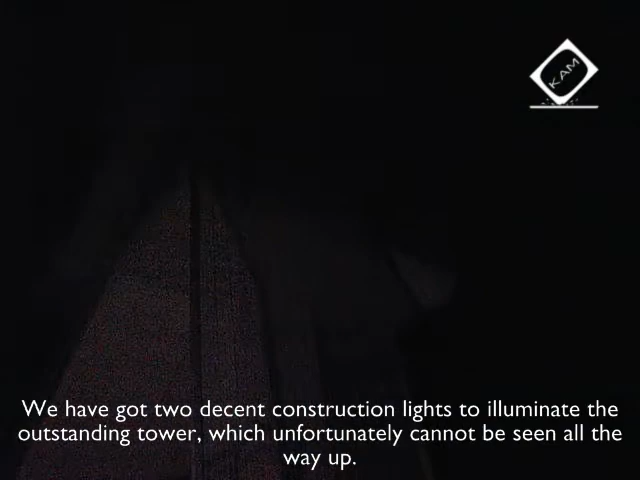 KAM
We have got two decent construction lights to illuminate the
outstanding tower, which unfortunately cannot be seen all the
way up.